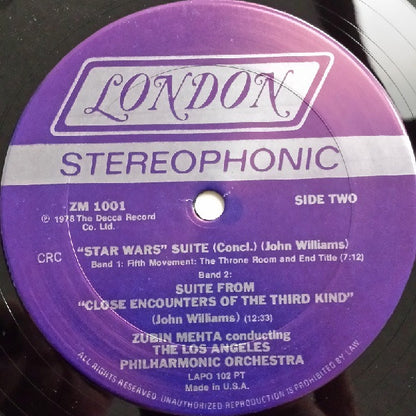 LONDON
STEREOPHONIC
ZM 1001
SIDE TWO
℗ 1978 The Decca Record
Co. Ltd.
CRC
"STAR WARS" SUITE (Concl.) (John Williams)
Band 1: Fifth Movement: The Throne Room and End Title (7:12)
Band 2:
SUITE FROM
"CLOSE ENCOUNTERS OF THE THIRD KIND"
(John Williams) (12:33)
ZUBIN MEHTA conducting
THE LOS ANGELES
PHILHARMONIC ORCHESTRA
LAPO 102 PT
Made in U.S.A.
ALL RIGHTS RESERVED. UNAUTHORIZED REPRODUCTION IS PROHIBITED BY LAW